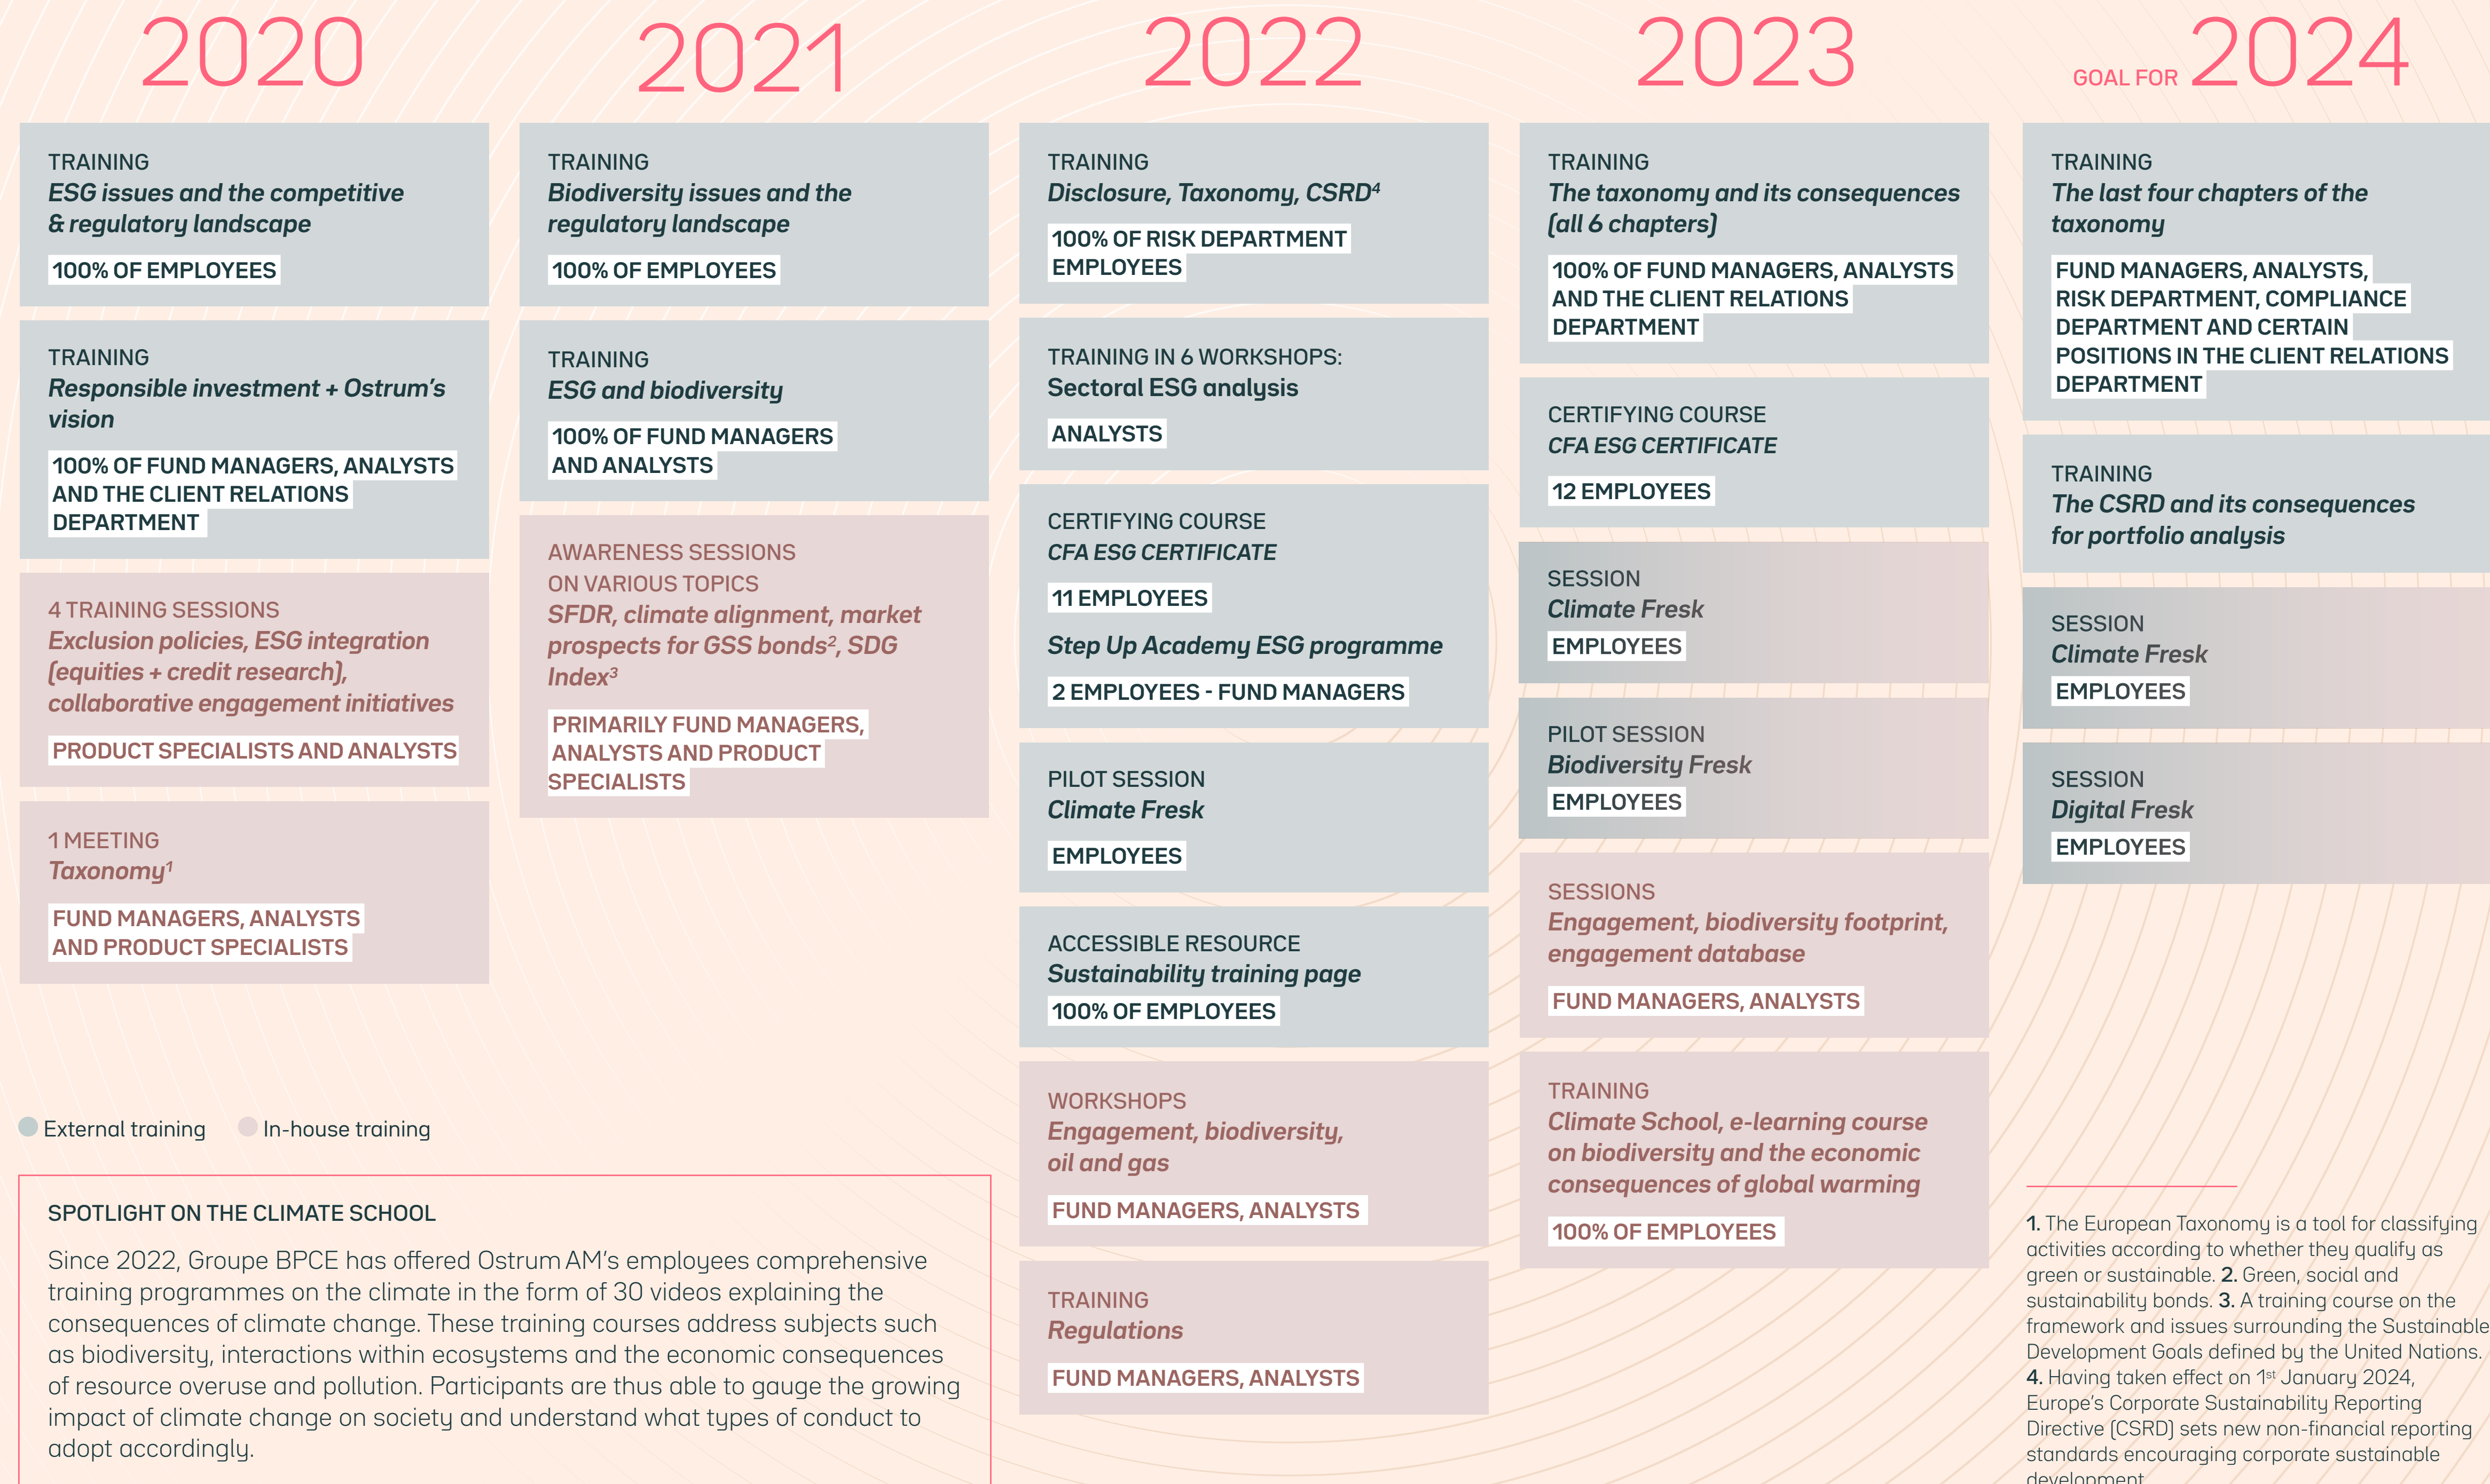 2020
TRAINING
ESG issues and the competitive
& regulatory landscape
100% OF EMPLOYEES
TRAINING
Responsible investment + Ostrum’s
vision
100% OF FUND MANAGERS, ANALYSTS
AND THE CLIENT RELATIONS
DEPARTMENT
4 TRAINING SESSIONS
Exclusion policies, ESG integration
(equities + credit research),
collaborative engagement initiatives
PRODUCT SPECIALISTS AND ANALYSTS
1 MEETING
Taxonomy¹
FUND MANAGERS, ANALYSTS
AND PRODUCT SPECIALISTS
2021
TRAINING
Biodiversity issues and the
regulatory landscape
100% OF EMPLOYEES
TRAINING
ESG and biodiversity
100% OF FUND MANAGERS
AND ANALYSTS
AWARENESS SESSIONS
ON VARIOUS TOPICS
SFDR, climate alignment, market
prospects for GSS bonds², SDG
Index³
PRIMARILY FUND MANAGERS,
ANALYSTS AND PRODUCT
SPECIALISTS
2022
TRAINING
Disclosure, Taxonomy, CSRD⁴
100% OF RISK DEPARTMENT
EMPLOYEES
TRAINING IN 6 WORKSHOPS:
Sectoral ESG analysis
ANALYSTS
CERTIFYING COURSE
CFA ESG CERTIFICATE
11 EMPLOYEES
Step Up Academy ESG programme
2 EMPLOYEES - FUND MANAGERS
PILOT SESSION
Climate Fresk
EMPLOYEES
ACCESSIBLE RESOURCE
Sustainability training page
100% OF EMPLOYEES
WORKSHOPS
Engagement, biodiversity,
oil and gas
FUND MANAGERS, ANALYSTS
TRAINING
Regulations
FUND MANAGERS, ANALYSTS
2023
TRAINING
The taxonomy and its consequences
(all 6 chapters)
100% OF FUND MANAGERS, ANALYSTS
AND THE CLIENT RELATIONS
DEPARTMENT
CERTIFYING COURSE
CFA ESG CERTIFICATE
12 EMPLOYEES
SESSION
Climate Fresk
EMPLOYEES
PILOT SESSION
Biodiversity Fresk
EMPLOYEES
SESSIONS
Engagement, biodiversity footprint,
engagement database
FUND MANAGERS, ANALYSTS
TRAINING
Climate School, e-learning course
on biodiversity and the economic
consequences of global warming
100% OF EMPLOYEES
GOAL FOR 2024
TRAINING
The last four chapters of the
taxonomy
FUND MANAGERS, ANALYSTS,
RISK DEPARTMENT, COMPLIANCE
DEPARTMENT AND CERTAIN
POSITIONS IN THE CLIENT RELATIONS
DEPARTMENT
TRAINING
The CSRD and its consequences
for portfolio analysis
SESSION
Climate Fresk
EMPLOYEES
SESSION
Digital Fresk
EMPLOYEES
External training In-house training
SPOTLIGHT ON THE CLIMATE SCHOOL
Since 2022, Groupe BPCE has offered Ostrum AM’s employees comprehensive
training programmes on the climate in the form of 30 videos explaining the
consequences of climate change. These training courses address subjects such
as biodiversity, interactions within ecosystems and the economic consequences
of resource overuse and pollution. Participants are thus able to gauge the growing
impact of climate change on society and understand what types of conduct to
adopt accordingly.
1. The European Taxonomy is a tool for classifying
activities according to whether they qualify as
green or sustainable. 2. Green, social and
sustainability bonds. 3. A training course on the
framework and issues surrounding the Sustainable
Development Goals defined by the United Nations.
4. Having taken effect on 1st January 2024,
Europe’s Corporate Sustainability Reporting
Directive (CSRD) sets new non-financial reporting
standards encouraging corporate sustainable
development.